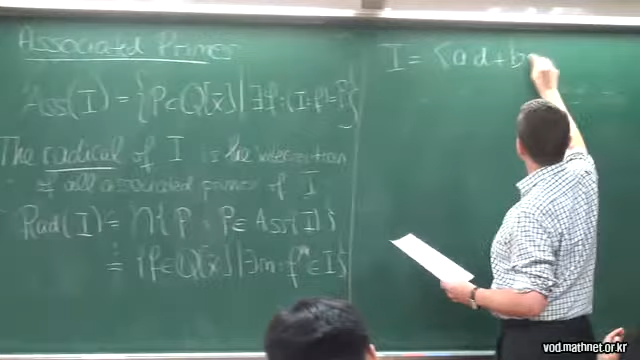 Associated Primes
Ass(I) = {P ⊂ Q[x̄] | ∃f : (I:f) = P}
The radical of I is the intersection
of all associated primes of I
Rad(I) = ∩{P : P ∈ Ass(I)}
= {f ∈ Q[x̄] | ∃m : f^m ∈ I}
I = <ad + b
vod.mathnet.or.kr